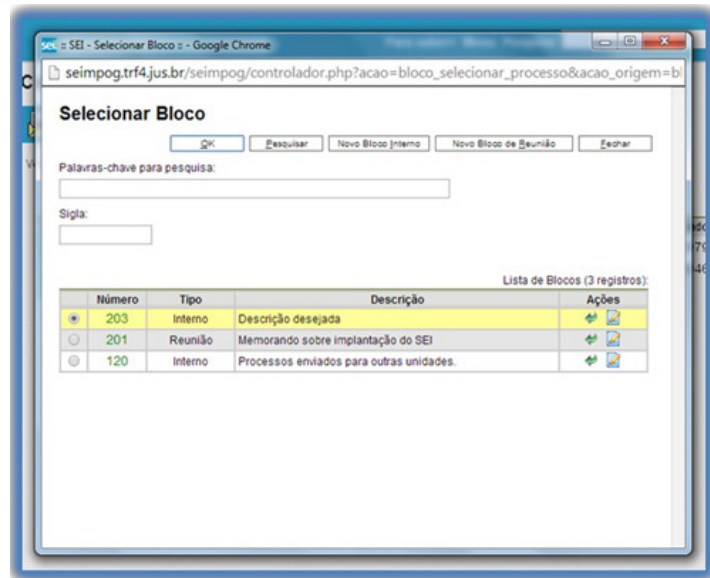 sei :: SEI - Selecionar Bloco :: - Google Chrome
seimpog.trf4.jus.br/seimpog/controlador.php?acao=bloco_selecionar_processo&acao_origem=bl
Selecionar Bloco
OK Pesquisar Novo Bloco Interno Novo Bloco de Reunião Fechar
Palavras-chave para pesquisa:
Sigla:
Lista de Blocos (3 registros):
Número Tipo Descrição Ações
203 Interno Descrição desejada
201 Reunião Memorando sobre implantação do SEI
120 Interno Processos enviados para outras unidades.